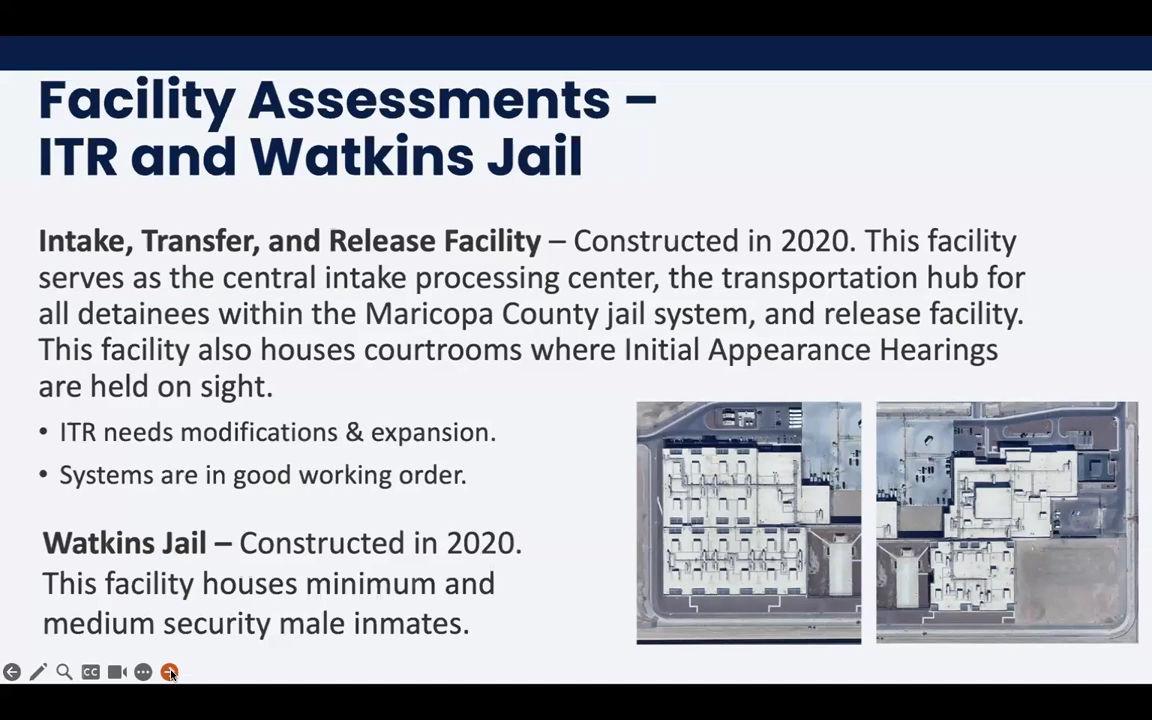 Facility Assessments –
ITR and Watkins Jail
Intake, Transfer, and Release Facility – Constructed in 2020. This facility
serves as the central intake processing center, the transportation hub for
all detainees within the Maricopa County jail system, and release facility.
This facility also houses courtrooms where Initial Appearance Hearings
are held on sight.
• ITR needs modifications & expansion.
• Systems are in good working order.
Watkins Jail – Constructed in 2020.
This facility houses minimum and
medium security male inmates.
CC